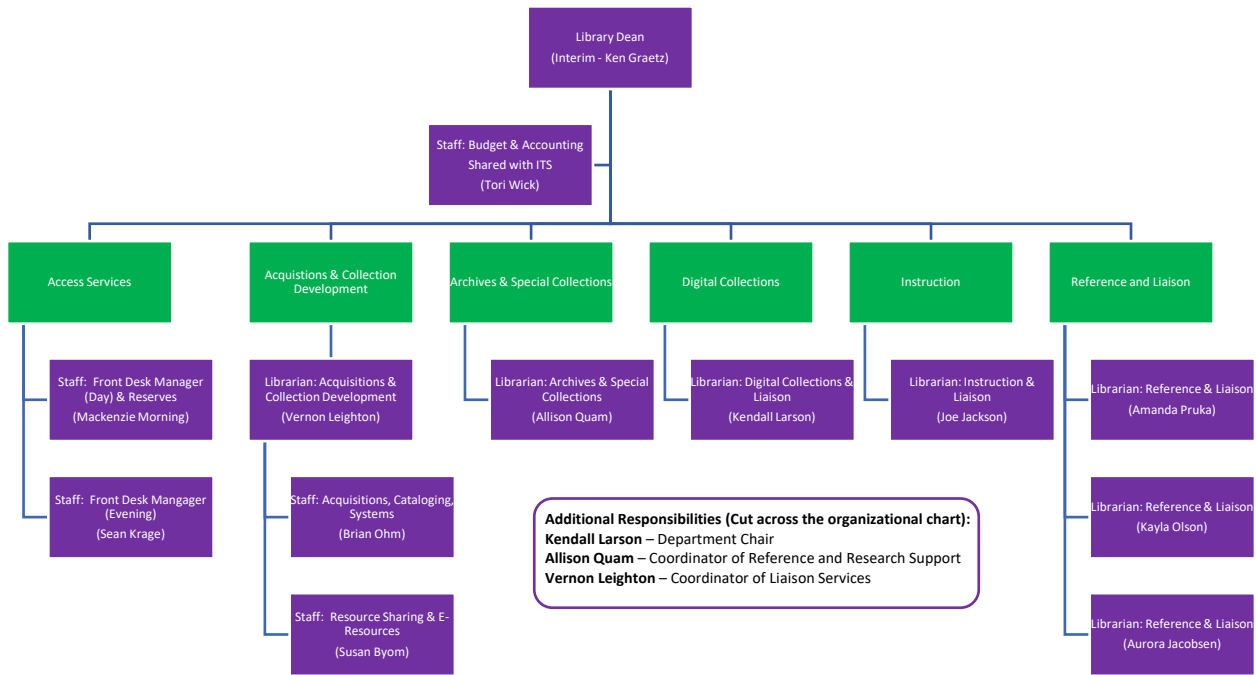 Library Dean
(Interim - Ken Graetz)
Staff: Budget & Accounting
Shared with ITS
(Tori Wick)
Access Services
Acquistions & Collection
Development
Archives & Special Collections
Digital Collections
Instruction
Reference and Liaison
Staff:  Front Desk Manager
(Day) & Reserves
(Mackenzie Morning)
Librarian: Acquisitions &
Collection Development
(Vernon Leighton)
Librarian: Archives & Special
Collections
(Allison Quam)
Librarian: Digital Collections &
Liaison
(Kendall Larson)
Librarian: Instruction &
Liaison
(Joe Jackson)
Librarian: Reference & Liaison
(Amanda Pruka)
Staff: Front Desk Mangager
(Evening)
(Sean Krage)
Staff: Acquisitions, Cataloging,
Systems
(Brian Ohm)
Librarian: Reference & Liaison
(Kayla Olson)
Additional Responsibilities (Cut across the organizational chart):
Kendall Larson – Department Chair
Allison Quam – Coordinator of Reference and Research Support
Vernon Leighton – Coordinator of Liaison Services
Staff:  Resource Sharing & E-
Resources
(Susan Byom)
Librarian: Reference & Liaison
(Aurora Jacobsen)